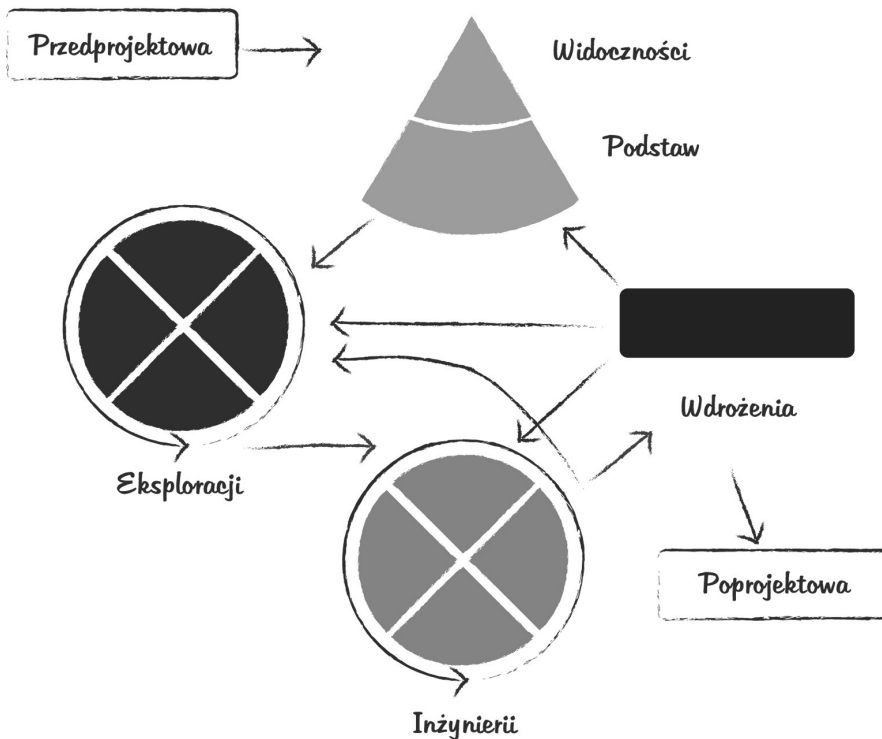 Przedprojektowa
Widoczności
Podstaw
Wdrożenia
Eksploracji
Poprojektowa
Inżynierii